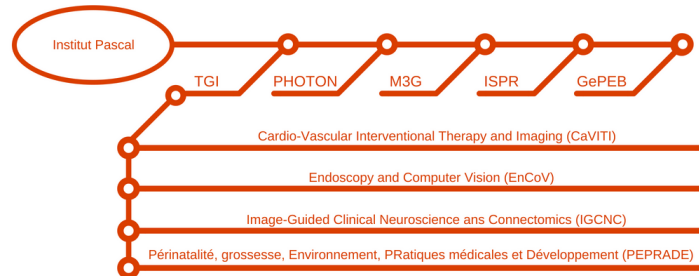 Institut Pascal
TGI
PHOTON
M3G
ISPR
GePEB
Cardio-Vascular Interventional Therapy and Imaging (CaVITI)
Endoscopy and Computer Vision (EnCoV)
Image-Guided Clinical Neuroscience ans Connectomics (IGCNC)
Périnatalité, grossesse, Environnement, PRatiques médicales et Développement (PEPRADE)